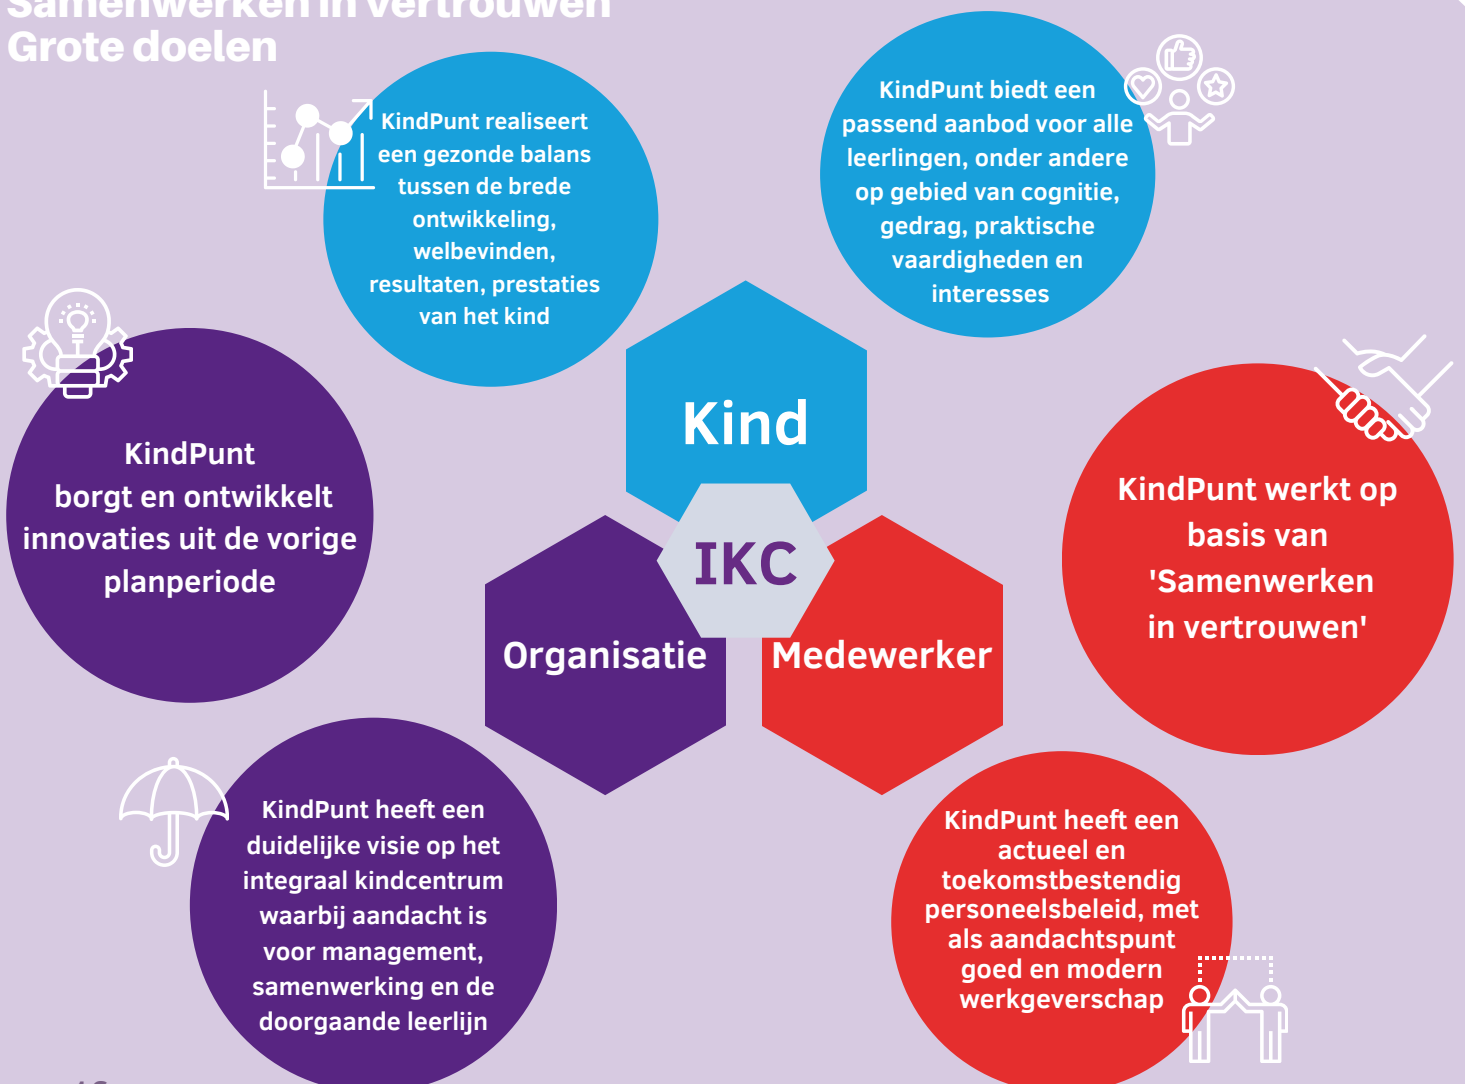 Samenwerken in vertrouwen
Grote doelen
KindPunt realiseert
een gezonde balans
tussen de brede
ontwikkeling,
welbevinden,
resultaten, prestaties
van het kind
KindPunt biedt een
passend aanbod voor alle
leerlingen, onder andere
op gebied van cognitie,
gedrag, praktische
vaardigheden en
interesses
KindPunt
borgt en ontwikkelt
innovaties uit de vorige
planperiode
Kind
IKC
Organisatie
Medewerker
KindPunt werkt op
basis van
'Samenwerken
in vertrouwen'
KindPunt heeft een
duidelijke visie op het
integraal kindcentrum
waarbij aandacht is
voor management,
samenwerking en de
doorgaande leerlijn
KindPunt heeft een
actueel en
toekomstbestendig
personeelsbeleid, met
als aandachtspunt
goed en modern
werkgeverschap